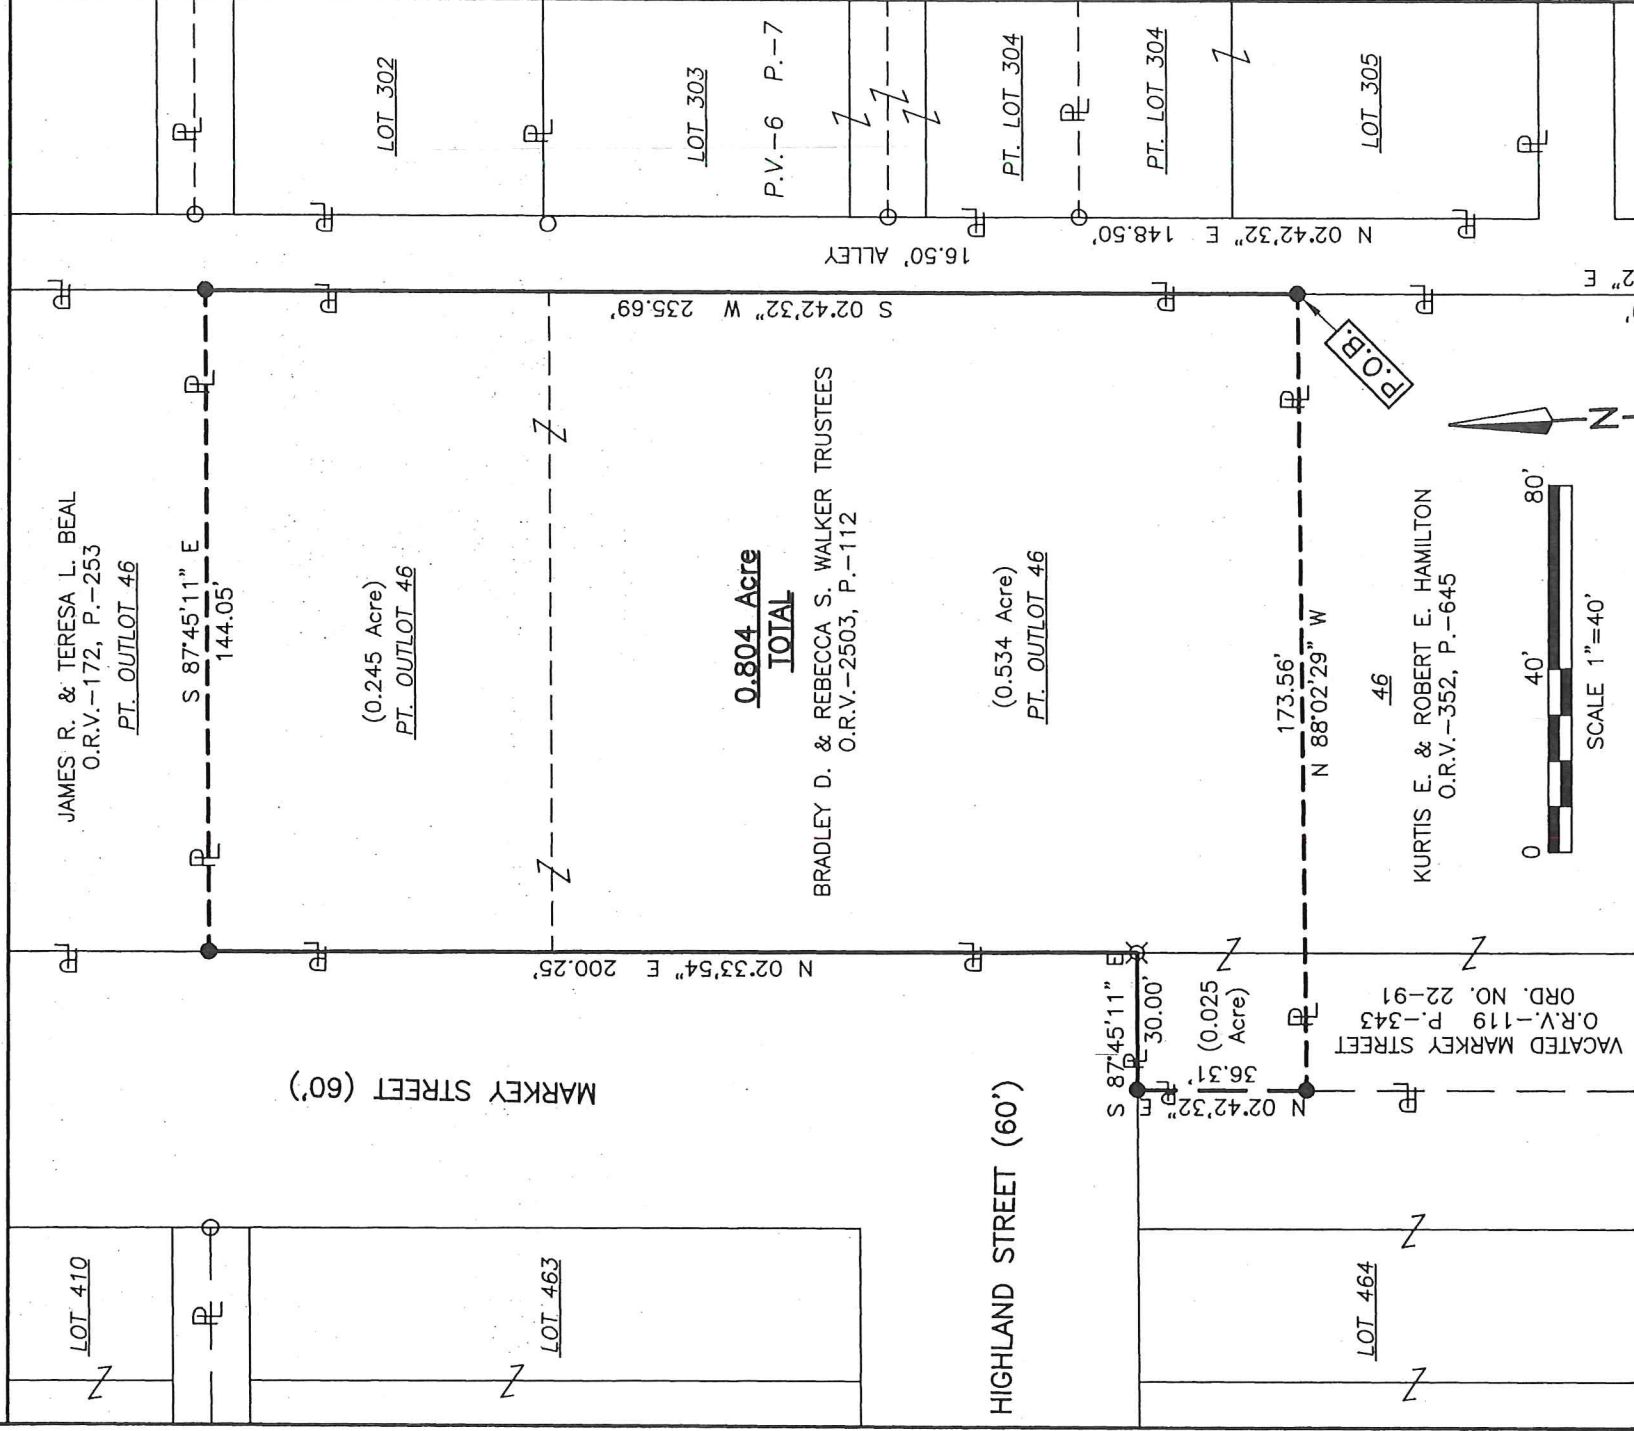 LOT 302
LOT 303
P.V.-6 P.-7
PT. LOT 304
PT. LOT 304
LOT 305
N 02°42'32" E 148.50'
16.50' ALLEY
2" E
S 02°42'32" W 235.69'
P.O.B.
JAMES R. & TERESA L. BEAL
O.R.V.-172, P.-253
PT. OUTLOT 46
S 87°45'11" E
144.05'
(0.245 Acre)
PT. OUTLOT 46
0.804 Acre
TOTAL
BRADLEY D. & REBECCA S. WALKER TRUSTEES
O.R.V.-2503, P.-112
(0.534 Acre)
PT. OUTLOT 46
173.56'
N 88°02'29" W
46
KURTIS E. & ROBERT E. HAMILTON
O.R.V.-352, P.-645
N
0 40' 80'
SCALE 1"=40'
N 02°33'54" E 200.25'
S 87°45'11" E
30.00'
(0.025
Acre)
36.31'
N 02°42'32" E
VACATED MARKEY STREET
O.R.V.-119 P.-343
ORD. NO. 22-91
MARKEY STREET (60')
HIGHLAND STREET (60')
LOT 410
LOT 463
LOT 464